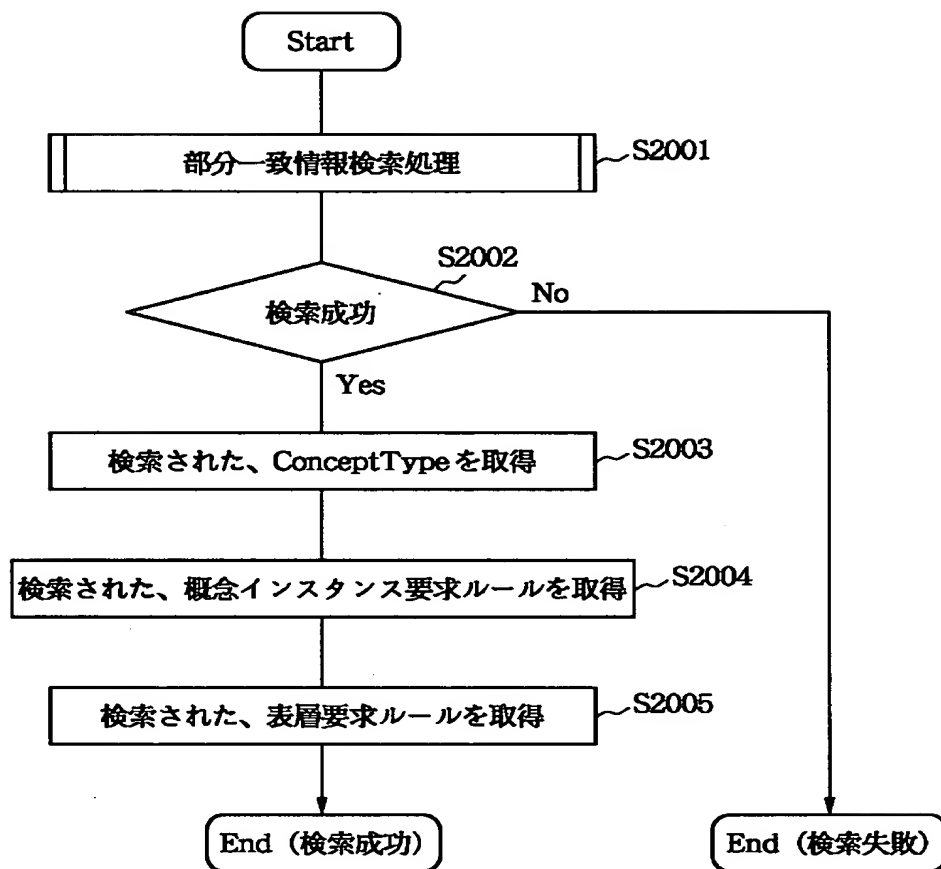 Start
部分一致情報検索処理
S2001
S2002
検索成功
No
Yes
検索された、ConceptTypeを取得
S2003
検索された、概念インスタンス要求ルールを取得
S2004
検索された、表層要求ルールを取得
S2005
End（検索成功）
End（検索失敗）